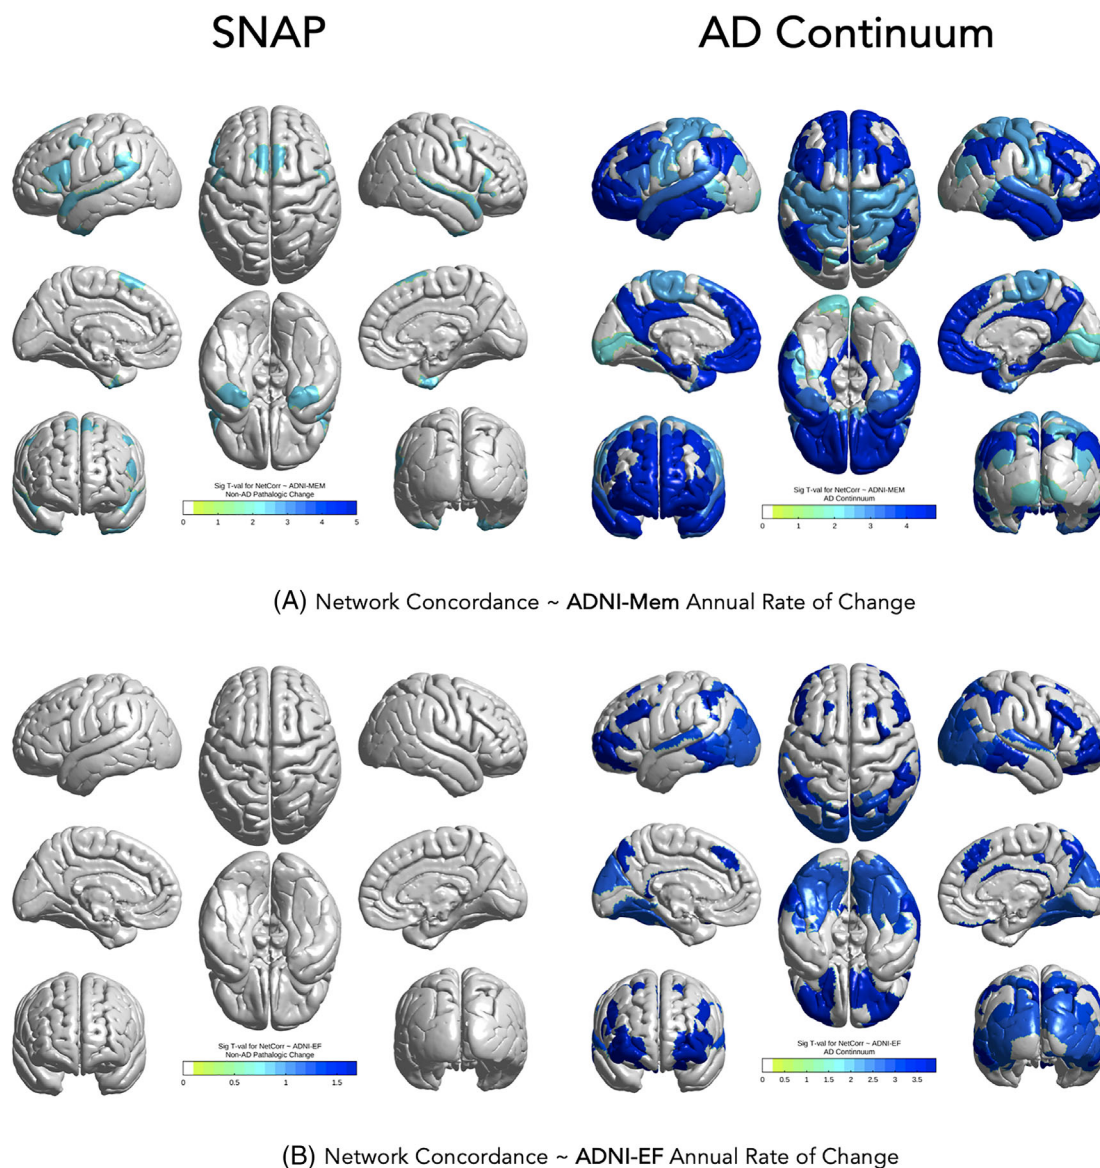 SNAP
AD Continuum
Sig T-val for NetCorr ~ ADNI-MEM
Non-AD Pathalogic Change
0 1 2 3 4 5
Sig T-val for NetCorr ~ ADNI-MEM
AD Continnuum
0 1 2 3 4
(A) Network Concordance ~ ADNI-Mem Annual Rate of Change
Sig T-val for NetCorr ~ ADNI-EF
Non-AD Pathalogic Change
0 0.5 1 1.5
Sig T-val for NetCorr ~ ADNI-EF
AD Continnuum
0 0.5 1 1.5 2 2.5 3 3.5
(B) Network Concordance ~ ADNI-EF Annual Rate of Change